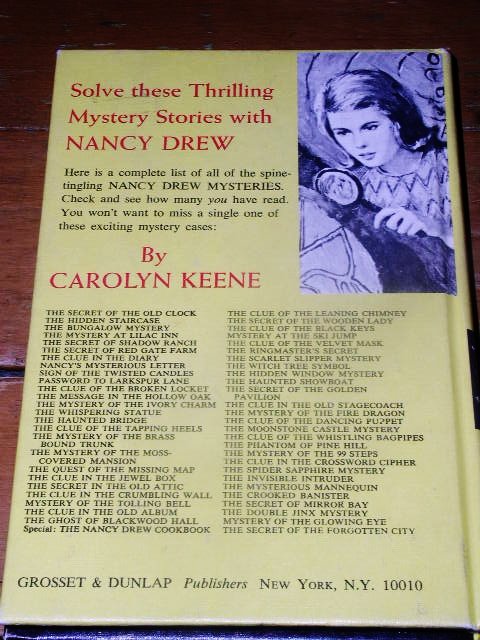 Solve these Thrilling
Mystery Stories with
NANCY DREW
Here is a complete list of all of the spine-
tingling NANCY DREW MYSTERIES.
Check and see how many you have read.
You won't want to miss a single one of
these exciting mystery cases:
By
CAROLYN KEENE
THE SECRET OF THE OLD CLOCK
THE HIDDEN STAIRCASE
THE BUNGALOW MYSTERY
THE MYSTERY AT LILAC INN
THE SECRET OF SHADOW RANCH
THE SECRET OF RED GATE FARM
THE CLUE IN THE DIARY
NANCY'S MYSTERIOUS LETTER
SIGN OF THE TWISTED CANDLES
PASSWORD TO LARKSPUR LANE
THE CLUE OF THE BROKEN LOCKET
THE MESSAGE IN THE HOLLOW OAK
THE MYSTERY OF THE IVORY CHARM
THE WHISPERING STATUE
THE HAUNTED BRIDGE
THE CLUE OF THE TAPPING HEELS
THE MYSTERY OF THE BRASS
BOUND TRUNK
THE MYSTERY OF THE MOSS-
COVERED MANSION
THE QUEST OF THE MISSING MAP
THE CLUE IN THE JEWEL BOX
THE SECRET IN THE OLD ATTIC
THE CLUE IN THE CRUMBLING WALL
MYSTERY OF THE TOLLING BELL
THE CLUE IN THE OLD ALBUM
THE GHOST OF BLACKWOOD HALL
Special: THE NANCY DREW COOKBOOK
THE CLUE OF THE LEANING CHIMNEY
THE SECRET OF THE WOODEN LADY
THE CLUE OF THE BLACK KEYS
MYSTERY AT THE SKI JUMP
THE CLUE OF THE VELVET MASK
THE RINGMASTER'S SECRET
THE SCARLET SLIPPER MYSTERY
THE WITCH TREE SYMBOL
THE HIDDEN WINDOW MYSTERY
THE HAUNTED SHOWBOAT
THE SECRET OF THE GOLDEN
PAVILION
THE CLUE IN THE OLD STAGECOACH
THE MYSTERY OF THE FIRE DRAGON
THE CLUE OF THE DANCING PUPPET
THE MOONSTONE CASTLE MYSTERY
THE CLUE OF THE WHISTLING BAGPIPES
THE PHANTOM OF PINE HILL
THE MYSTERY OF THE 99 STEPS
THE CLUE IN THE CROSSWORD CIPHER
THE SPIDER SAPPHIRE MYSTERY
THE INVISIBLE INTRUDER
THE MYSTERIOUS MANNEQUIN
THE CROOKED BANISTER
THE SECRET OF MIRROR BAY
THE DOUBLE JINX MYSTERY
MYSTERY OF THE GLOWING EYE
THE SECRET OF THE FORGOTTEN CITY
GROSSET & DUNLAP Publishers NEW YORK, N.Y. 10010